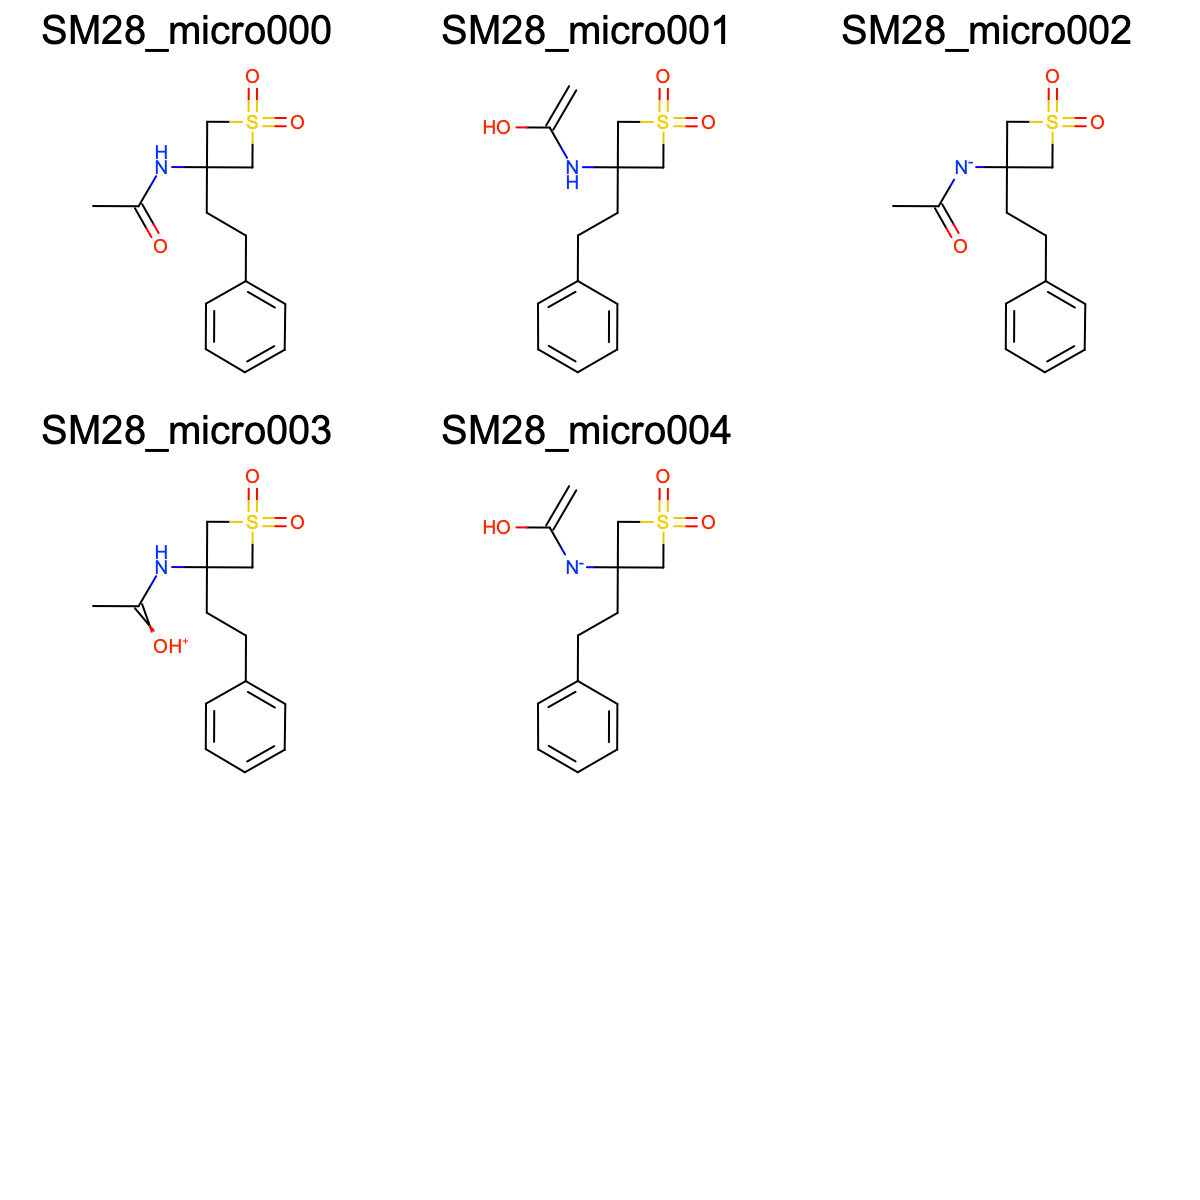 SM28_micro000 SM28_micro001 SM28_micro002
O O O
S O S O S O
HO
H
N N N-
H
O O
SM28_micro003 SM28_micro004
O O
S O S O
HO
H
N N-
OH+